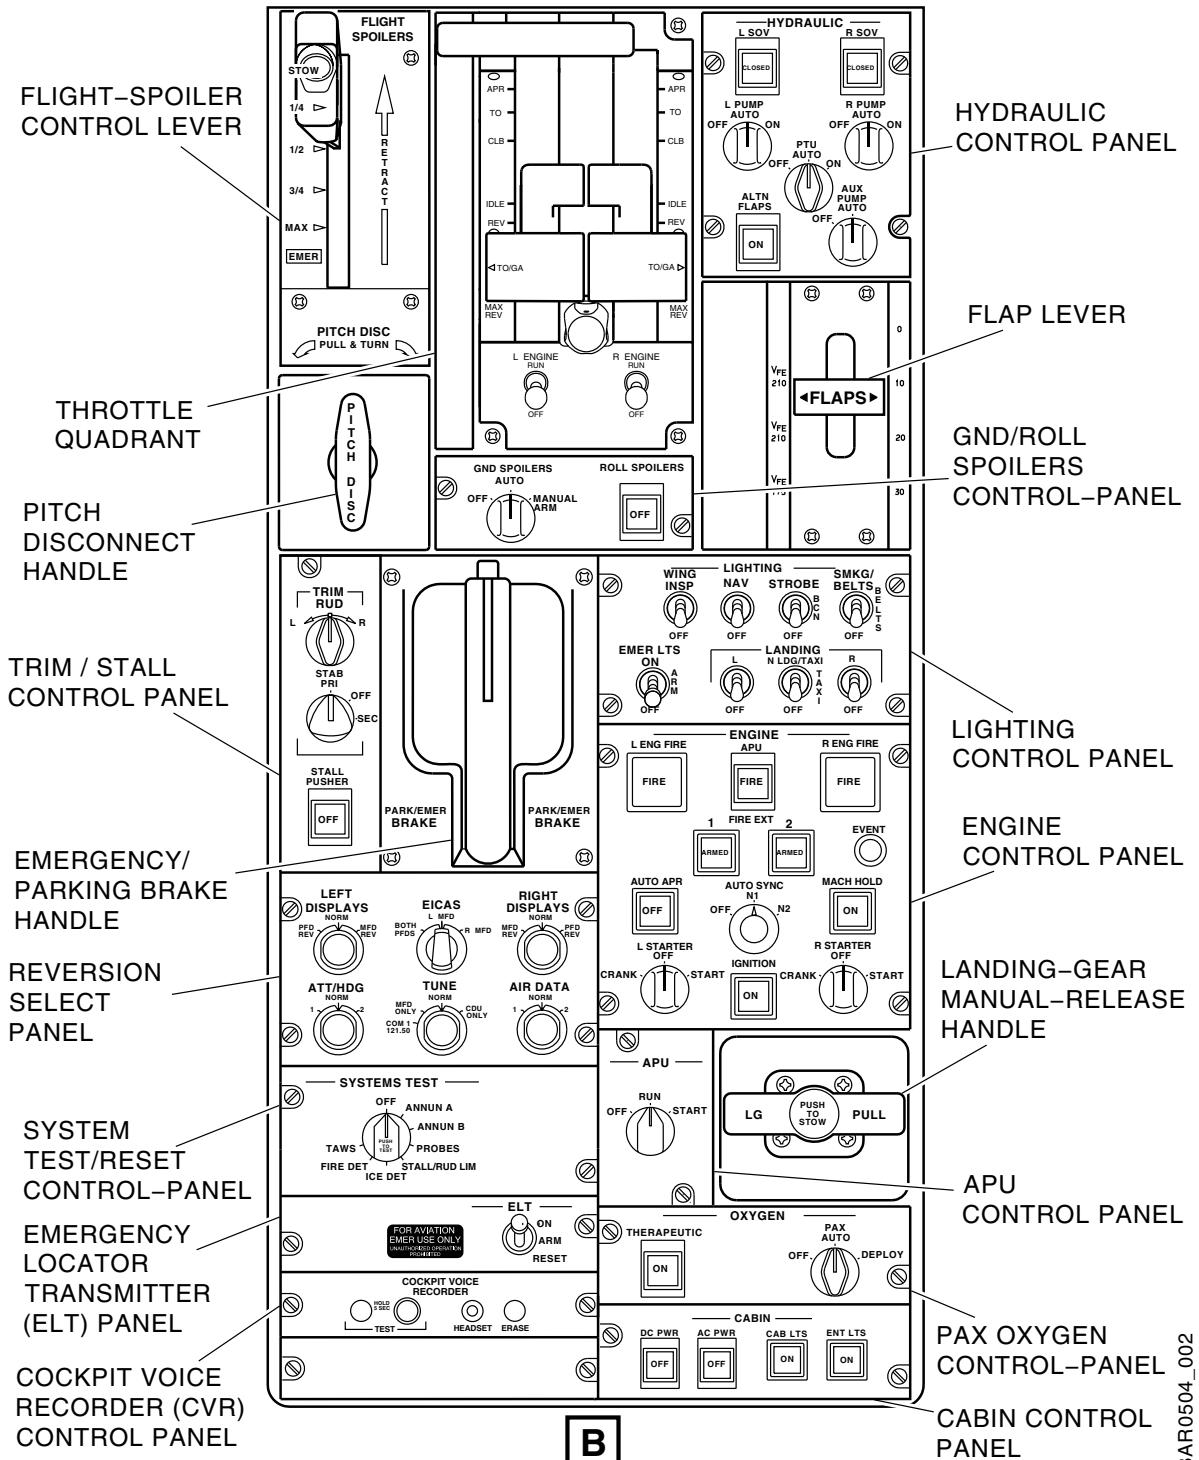 FLIGHT
SPOILERS
STOW
1/4
1/2
3/4
MAX
EMER
RETRACT
PITCH DISC
PULL & TURN
APR
TO
CLB
IDLE
REV
TO/GA
MAX
REV
APR
TO
CLB
IDLE
REV
TO/GA
MAX
REV
L ENGINE
RUN
OFF
R ENGINE
RUN
OFF
HYDRAULIC
L SOV
R SOV
CLOSED
CLOSED
L PUMP
AUTO
OFF
ON
R PUMP
AUTO
OFF
ON
PTU
AUTO
OFF
ON
ALTN
FLAPS
ON
AUX
PUMP
AUTO
OFF
VFE
210
VFE
210
VFE
0
10
20
30
FLAPS
PITCH DISC
GND SPOILERS
AUTO
OFF
MANUAL
ARM
ROLL SPOILERS
OFF
TRIM
RUD
L
R
STAB
PRI
OFF
SEC
STALL
PUSHER
OFF
PARK/EMER
BRAKE
PARK/EMER
BRAKE
LIGHTING
WING
INSP
OFF
NAV
OFF
STROBE
BCN
OFF
SMKG/
BELTS
BELTS
OFF
EMER LTS
ON
ARM
OFF
LANDING
L
OFF
N LDG/TAXI
TAXI
OFF
R
OFF
ENGINE
L ENG FIRE
FIRE
APU
FIRE
R ENG FIRE
FIRE
1
FIRE EXT
2
ARMED
ARMED
EVENT
AUTO APR
OFF
AUTO SYNC
N1
OFF
N2
MACH HOLD
ON
L STARTER
OFF
CRANK
START
IGNITION
ON
R STARTER
OFF
CRANK
START
LEFT
DISPLAYS
NORM
PFD
REV
MFD
REV
EICAS
L MFD
BOTH
PFDS
R MFD
RIGHT
DISPLAYS
NORM
MFD
REV
PFD
REV
ATT/HDG
NORM
1
2
TUNE
NORM
MFD
ONLY
CDU
ONLY
COM 1
121.50
AIR DATA
NORM
1
2
SYSTEMS TEST
OFF
ANNUN A
ANNUN B
PROBES
STALL/RUD LIM
ICE DET
FIRE DET
TAWS
PUSH
TO
TEST
APU
RUN
OFF
START
LG
PUSH
TO
STOW
PULL
ELT
ON
ARM
RESET
FOR AVIATION
EMER USE ONLY
UNAUTHORIZED OPERATION
PROHIBITED
OXYGEN
THERAPEUTIC
ON
PAX
AUTO
OFF
DEPLOY
COCKPIT VOICE
RECORDER
HOLD
5 SEC
TEST
HEADSET
ERASE
CABIN
DC PWR
OFF
AC PWR
OFF
CAB LTS
ON
ENT LTS
ON
FLIGHT–SPOILER
CONTROL LEVER
THROTTLE
QUADRANT
PITCH
DISCONNECT
HANDLE
TRIM / STALL
CONTROL PANEL
EMERGENCY/
PARKING BRAKE
HANDLE
REVERSION
SELECT
PANEL
SYSTEM
TEST/RESET
CONTROL–PANEL
EMERGENCY
LOCATOR
TRANSMITTER
(ELT) PANEL
COCKPIT VOICE
RECORDER (CVR)
CONTROL PANEL
HYDRAULIC
CONTROL PANEL
FLAP LEVER
GND/ROLL
SPOILERS
CONTROL–PANEL
LIGHTING
CONTROL PANEL
ENGINE
CONTROL PANEL
LANDING–GEAR
MANUAL–RELEASE
HANDLE
APU
CONTROL PANEL
PAX OXYGEN
CONTROL–PANEL
CABIN CONTROL
PANEL
B